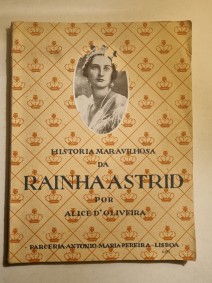 HISTORIA MARAVILHOSA
DA
RAINHA ASTRID
POR
ALICE D'OLIVEIRA
PARCERIA ANTONIO MARIA PEREIRA - LISBOA